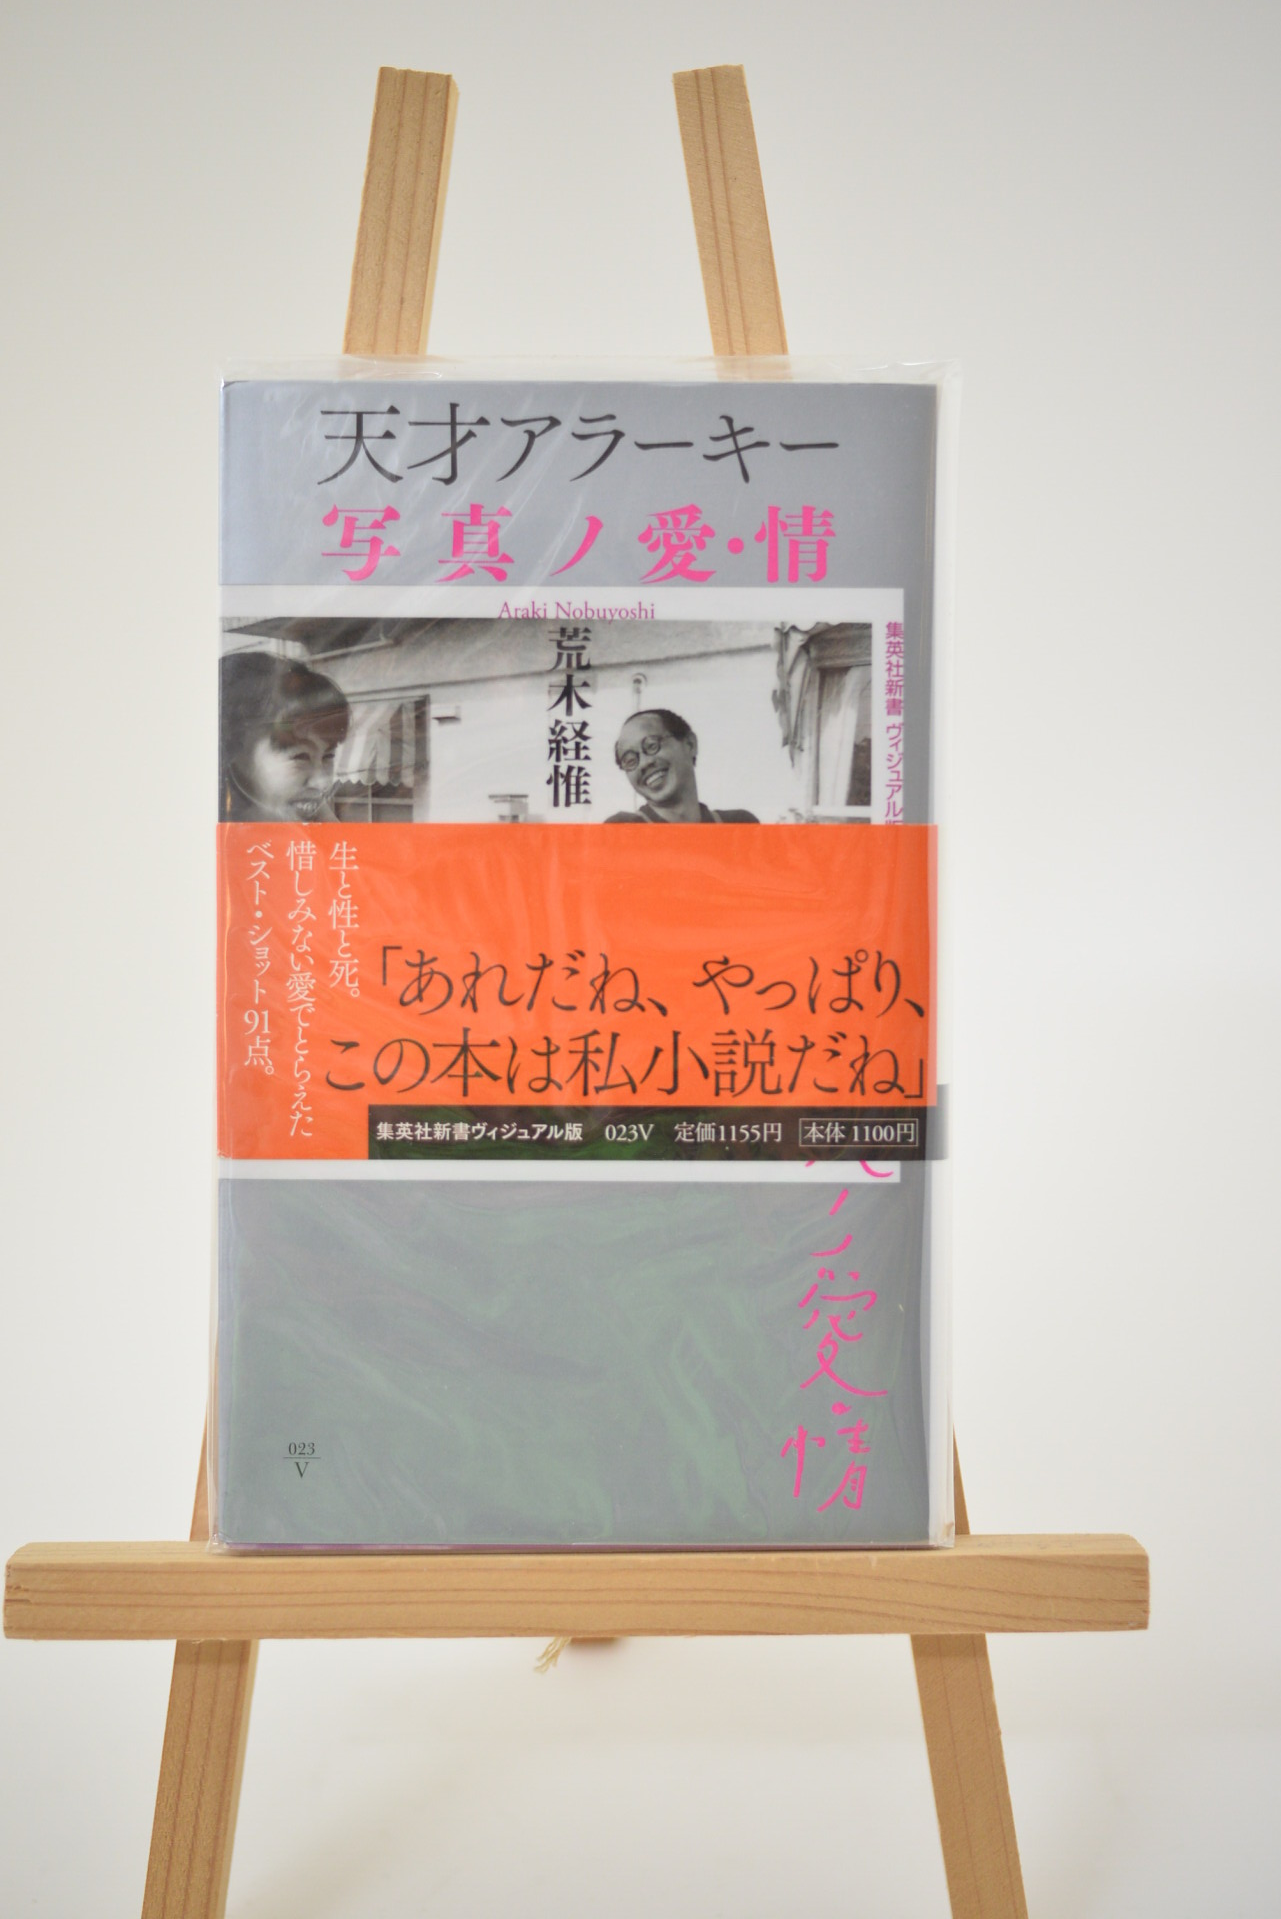 天才アラーキー
写真ノ愛・情
Araki Nobuyoshi
荒木経惟
集英社新書 ヴィジュアル版
生と性と死。
惜しみない愛でとらえた
ベスト・ショット91点。
「あれだね、やっぱり、
この本は私小説だね」
集英社新書ヴィジュアル版 023V 定価1155円 本体 1100円
ノ愛・情
023
V